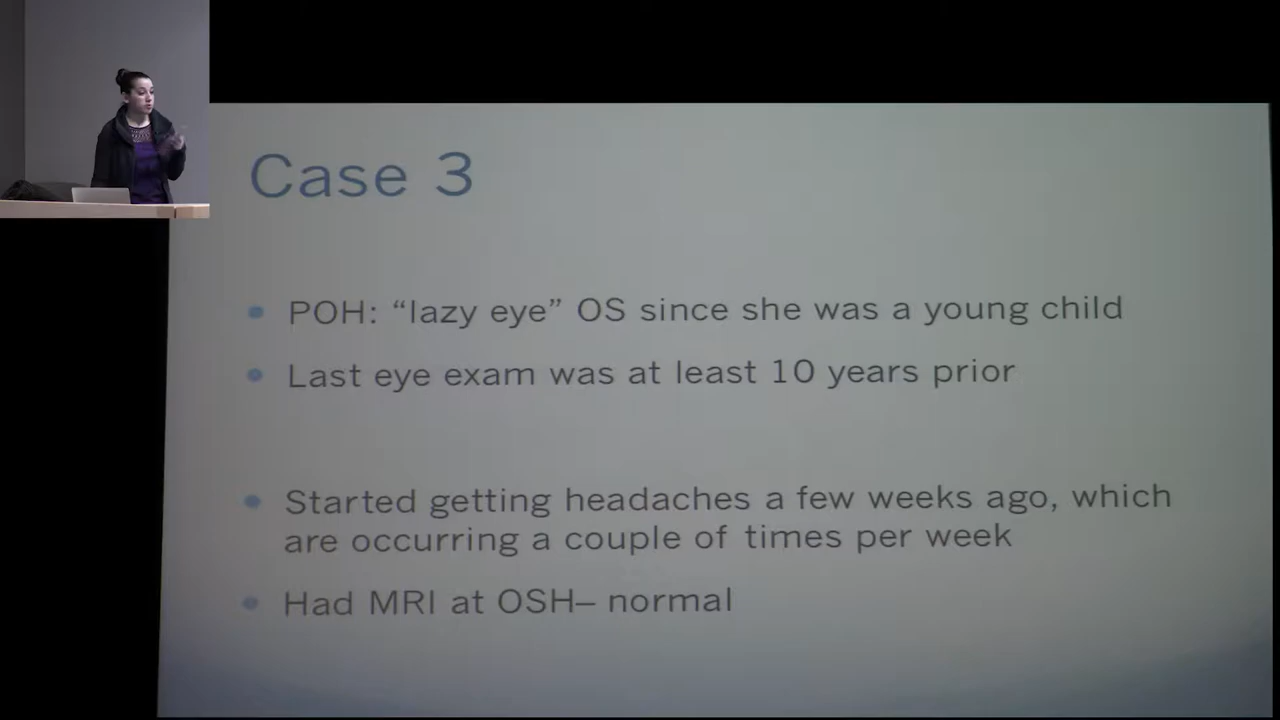 Case 3
POH: “lazy eye” OS since she was a young child
Last eye exam was at least 10 years prior
Started getting headaches a few weeks ago, which
are occurring a couple of times per week
Had MRI at OSH– normal